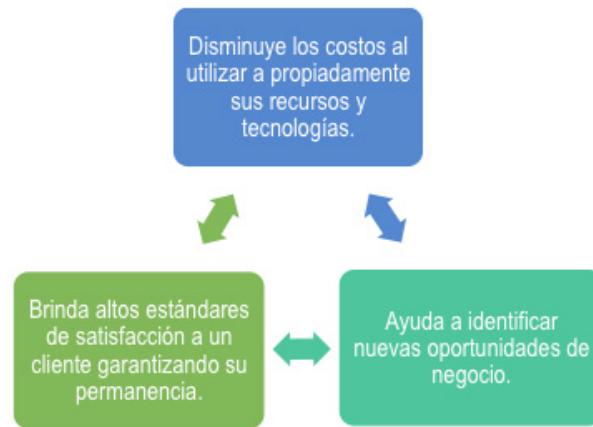 Disminuye los costos al
utilizar a propiadamente
sus recursos y
tecnologías.
Brinda altos estándares
de satisfacción a un
cliente garantizando su
permanencia.
Ayuda a identificar
nuevas oportunidades de
negocio.